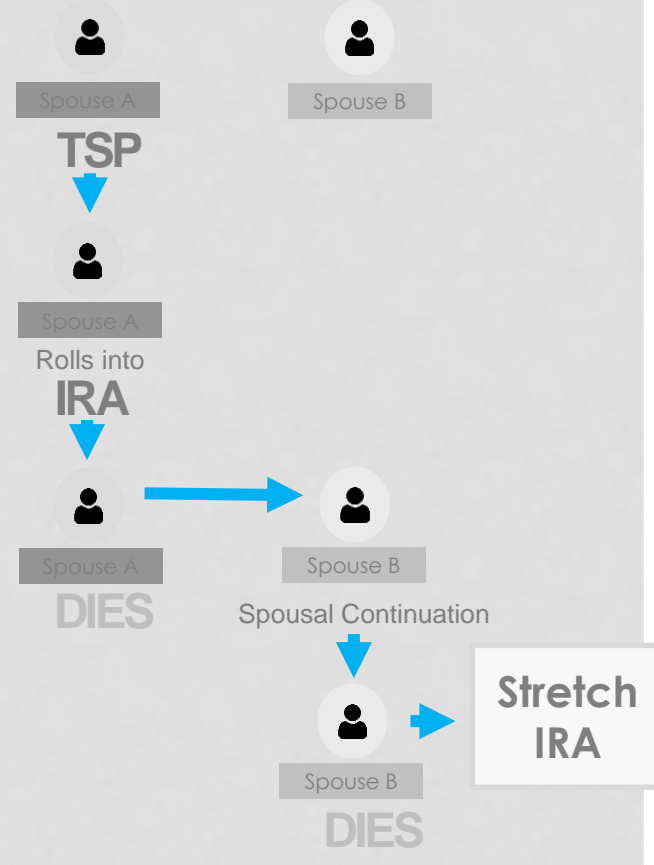 Spouse A
Spouse B
TSP
Spouse A
Rolls into
IRA
Spouse A
Spouse B
DIES
Spousal Continuation
Stretch
IRA
Spouse B
DIES